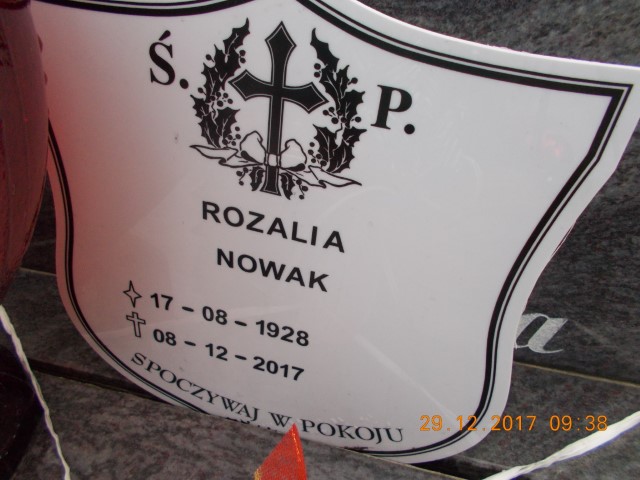 Ś. P.
ROZALIA
NOWAK
17 - 08 - 1928
08 - 12 - 2017
SPOCZYWAJ W POKOJU
a
29.12.2017 09:38